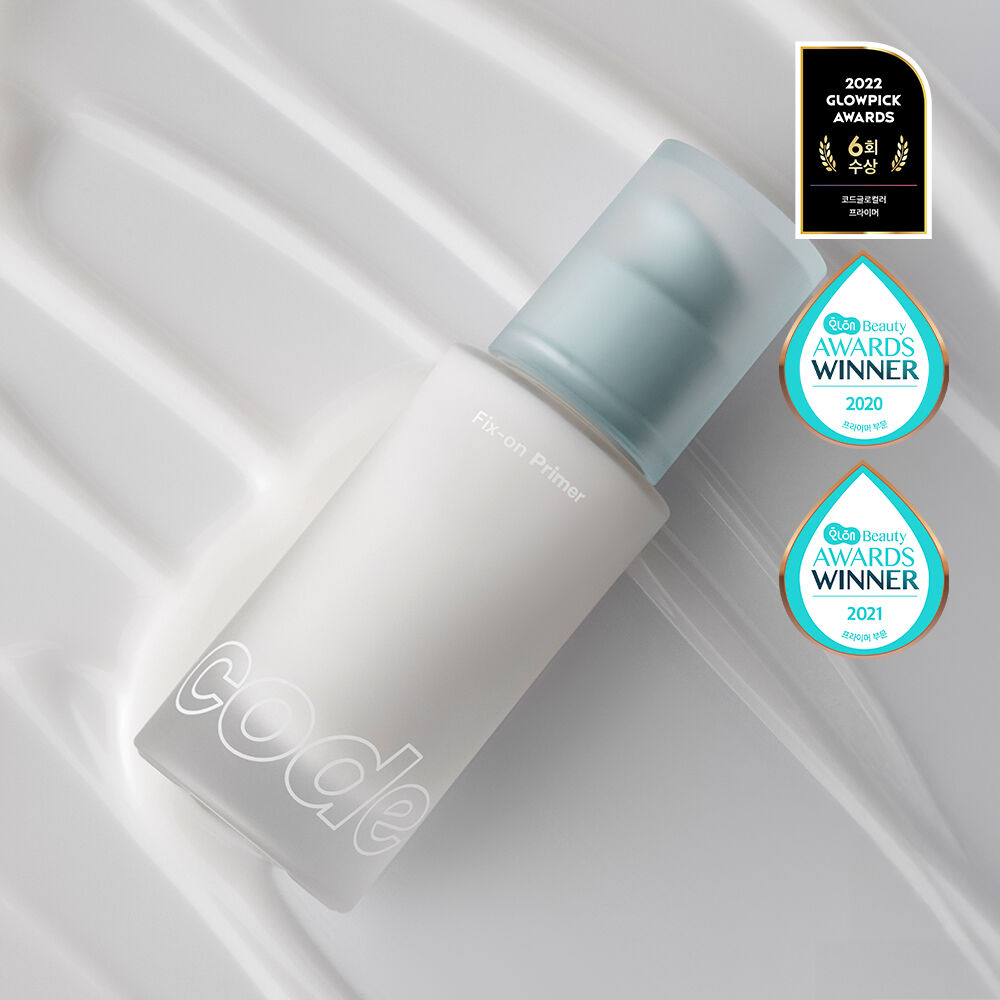 2022
GLOWPICK
AWARDS
6회
수상
코드글로컬러
프라이머
Beauty
AWARDS
WINNER
2020
프라이머 부문
Beauty
AWARDS
WINNER
2021
프라이머 부문
Fix-on Primer
code